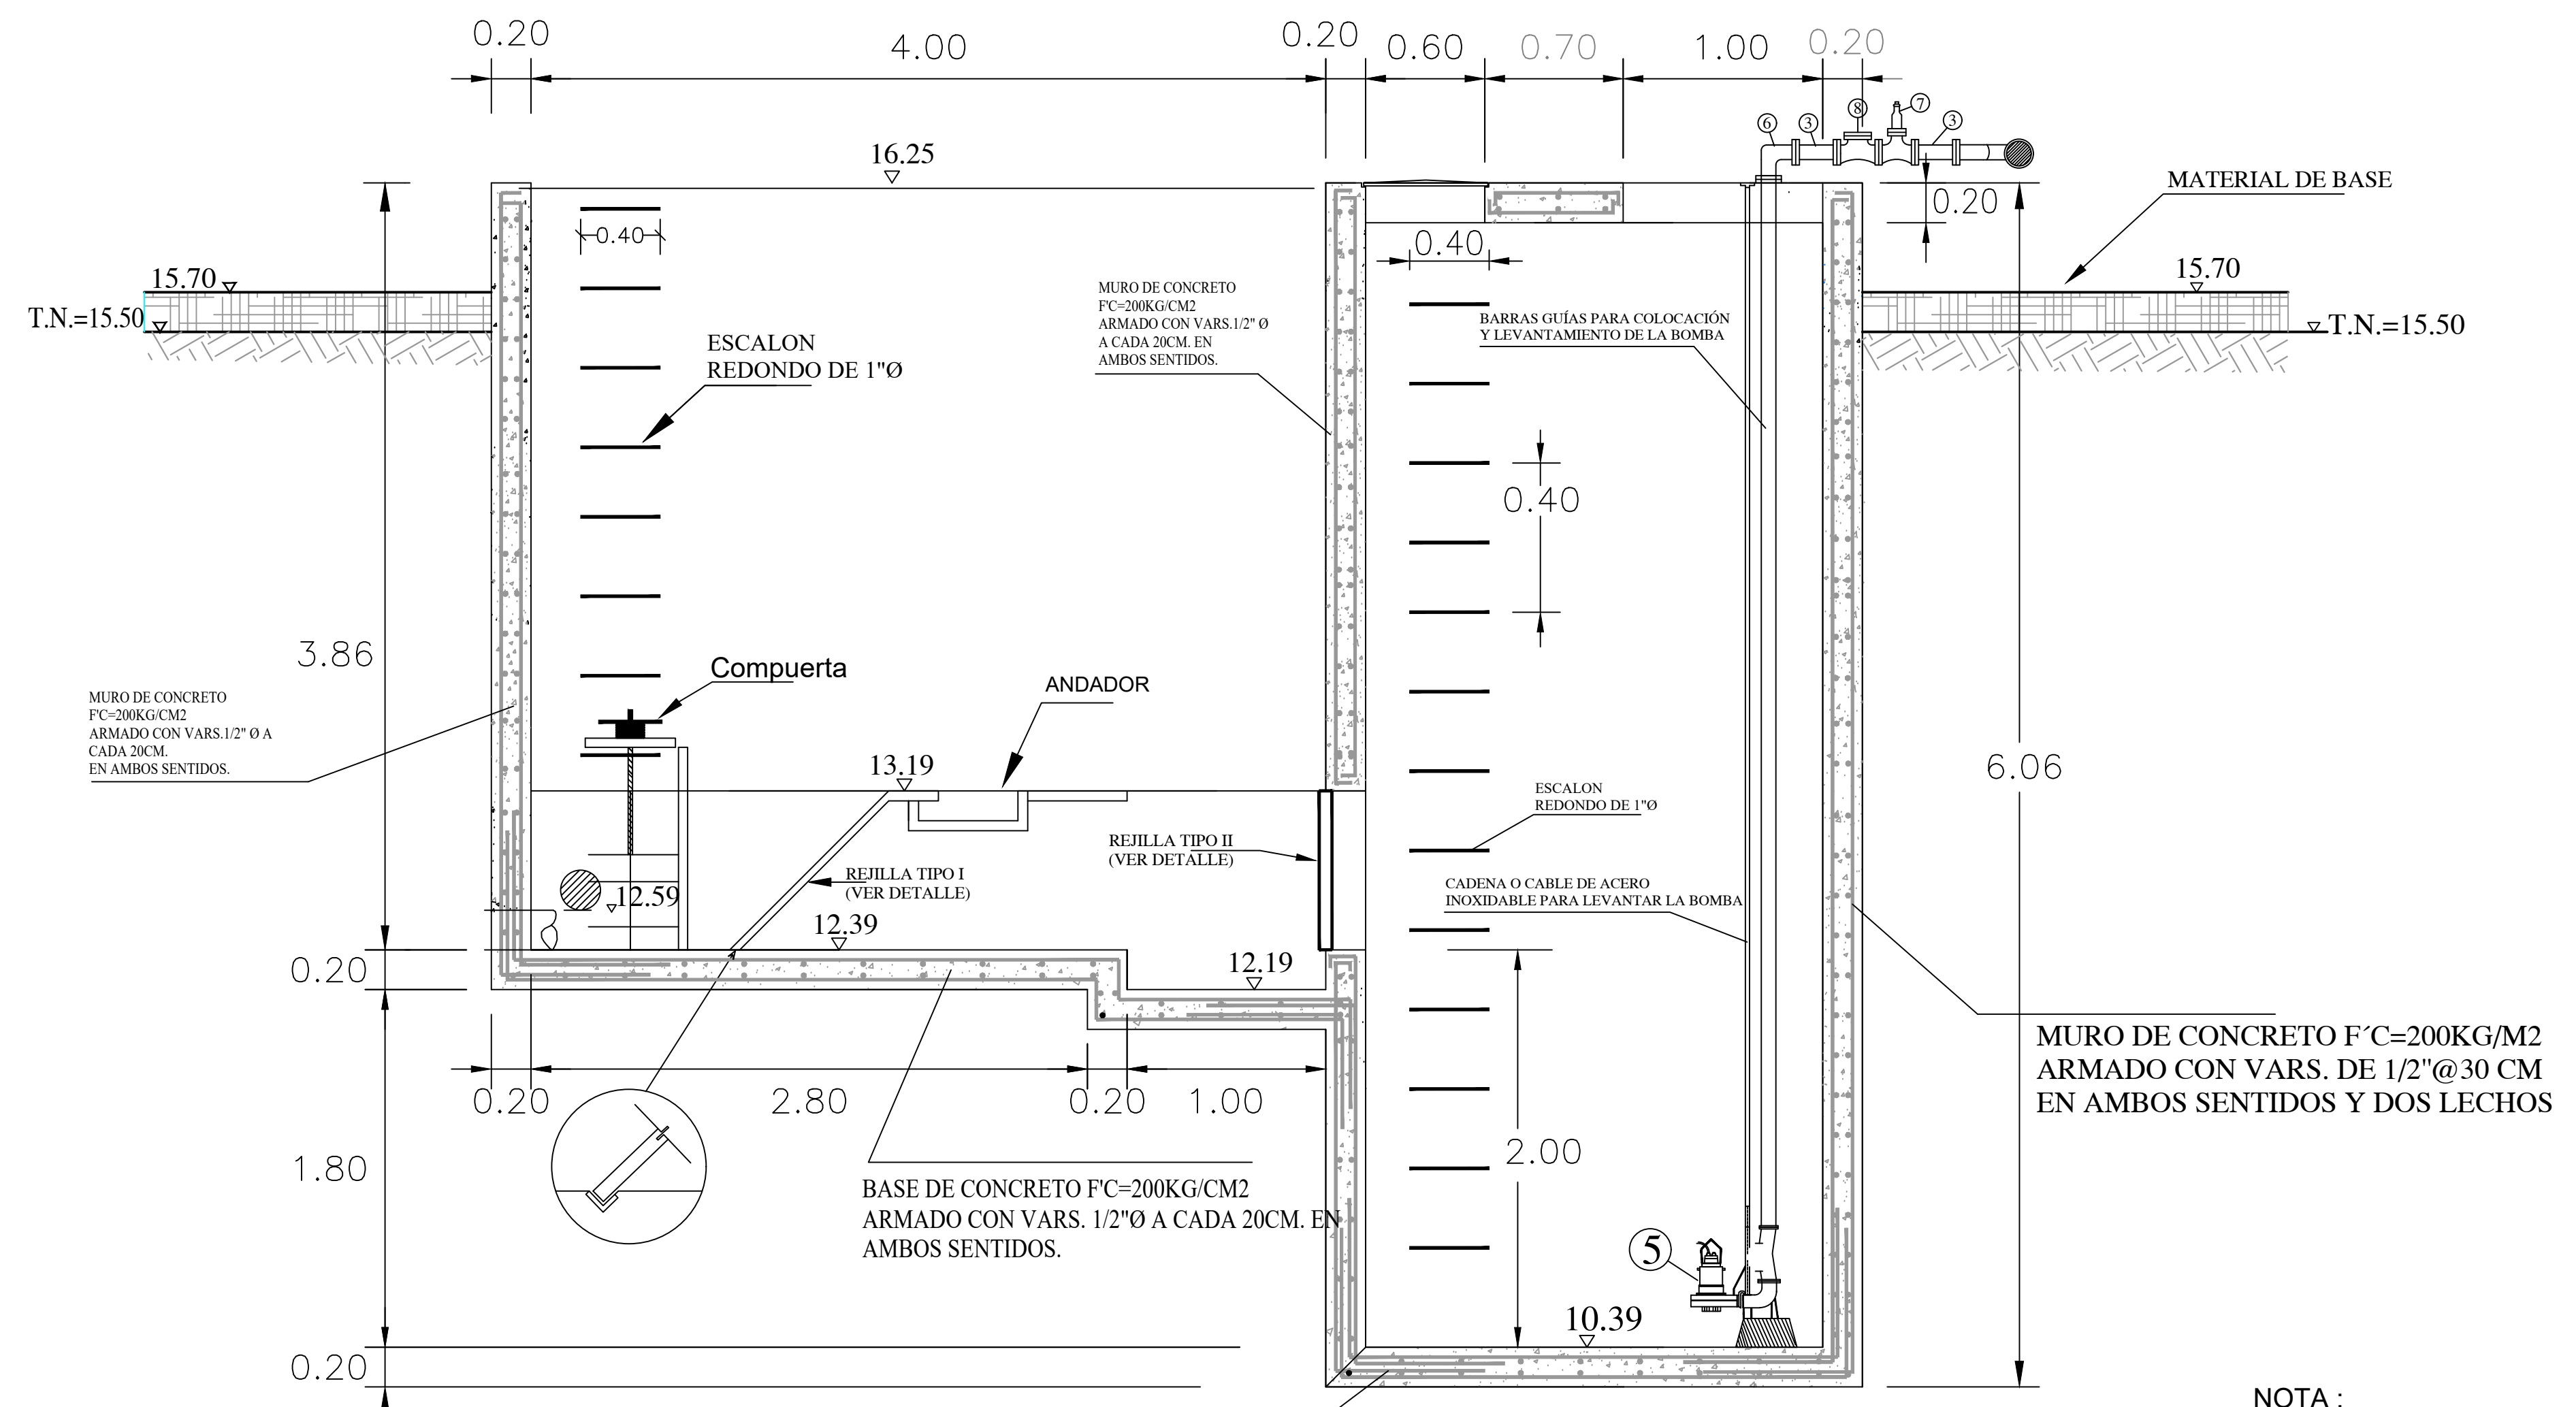 0.20
4.00
0.20
0.60
0.70
1.00
0.20
6
3
8
7
3
16.25
MATERIAL DE BASE
0.20
0.40
0.40
15.70
T.N.=15.50
15.70
T.N.=15.50
MURO DE CONCRETO
F'C=200KG/CM2
ARMADO CON VARS.1/2" Ø
A CADA 20CM. EN
AMBOS SENTIDOS.
BARRAS GUÍAS PARA COLOCACIÓN
Y LEVANTAMIENTO DE LA BOMBA
ESCALON
REDONDO DE 1"Ø
0.40
3.86
Compuerta
ANDADOR
MURO DE CONCRETO
F'C=200KG/CM2
ARMADO CON VARS.1/2" Ø A
CADA 20CM.
EN AMBOS SENTIDOS.
13.19
6.06
ESCALON
REDONDO DE 1"Ø
REJILLA TIPO II
(VER DETALLE)
REJILLA TIPO I
(VER DETALLE)
CADENA O CABLE DE ACERO
INOXIDABLE PARA LEVANTAR LA BOMBA
12.59
12.39
12.19
0.20
MURO DE CONCRETO F´C=200KG/M2
ARMADO CON VARS. DE 1/2"@30 CM
EN AMBOS SENTIDOS Y DOS LECHOS
0.20
2.80
0.20
1.00
1.80
2.00
BASE DE CONCRETO F'C=200KG/CM2
ARMADO CON VARS. 1/2"Ø A CADA 20CM. EN
AMBOS SENTIDOS.
5
10.39
0.20
NOTA :